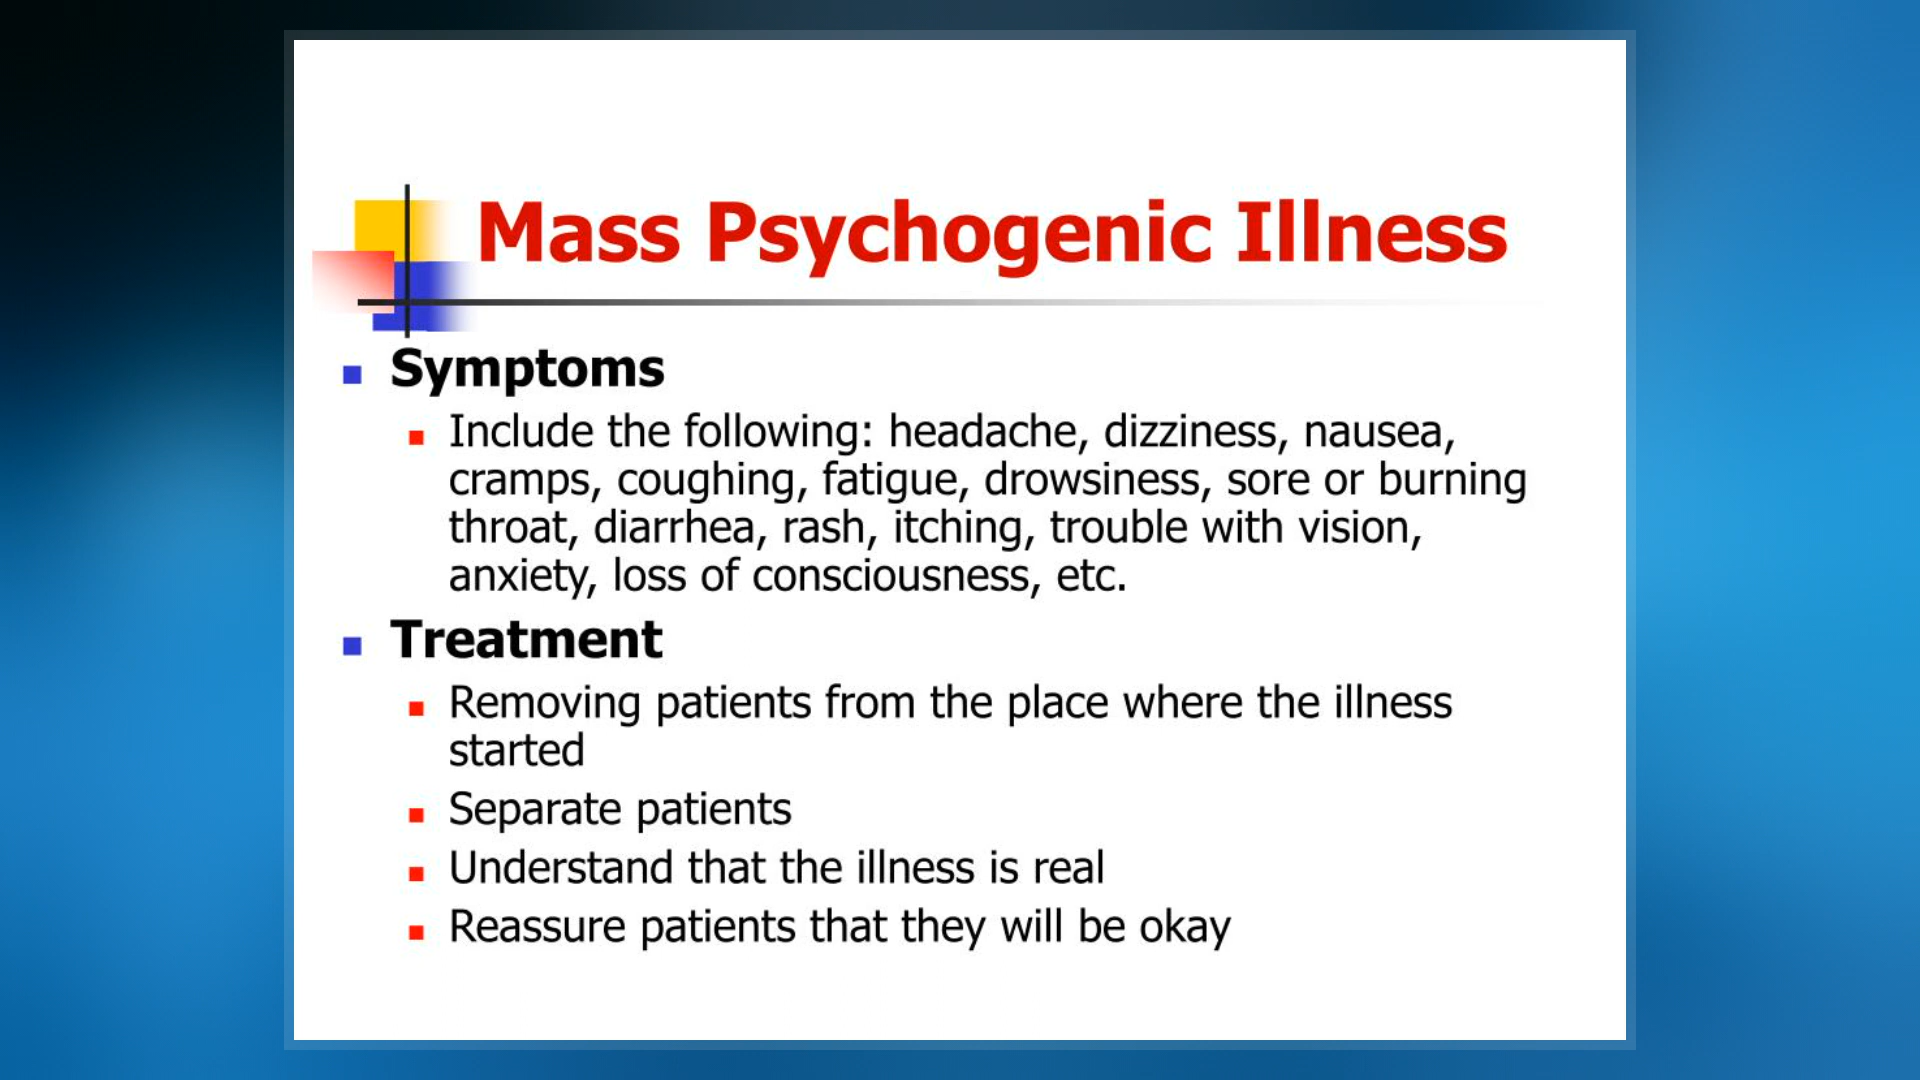 Mass Psychogenic Illness
Symptoms
Include the following: headache, dizziness, nausea,
cramps, coughing, fatigue, drowsiness, sore or burning
throat, diarrhea, rash, itching, trouble with vision,
anxiety, loss of consciousness, etc.
Treatment
Removing patients from the place where the illness
started
Separate patients
Understand that the illness is real
Reassure patients that they will be okay